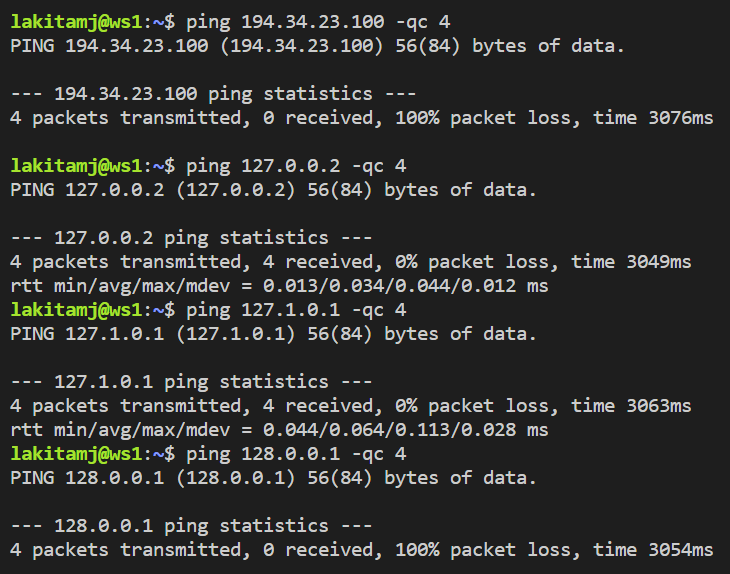 lakitamj@ws1:~$ ping 194.34.23.100 -qc 4
PING 194.34.23.100 (194.34.23.100) 56(84) bytes of data.
--- 194.34.23.100 ping statistics ---
4 packets transmitted, 0 received, 100% packet loss, time 3076ms
lakitamj@ws1:~$ ping 127.0.0.2 -qc 4
PING 127.0.0.2 (127.0.0.2) 56(84) bytes of data.
--- 127.0.0.2 ping statistics ---
4 packets transmitted, 4 received, 0% packet loss, time 3049ms
rtt min/avg/max/mdev = 0.013/0.034/0.044/0.012 ms
lakitamj@ws1:~$ ping 127.1.0.1 -qc 4
PING 127.1.0.1 (127.1.0.1) 56(84) bytes of data.
--- 127.1.0.1 ping statistics ---
4 packets transmitted, 4 received, 0% packet loss, time 3063ms
rtt min/avg/max/mdev = 0.044/0.064/0.113/0.028 ms
lakitamj@ws1:~$ ping 128.0.0.1 -qc 4
PING 128.0.0.1 (128.0.0.1) 56(84) bytes of data.
--- 128.0.0.1 ping statistics ---
4 packets transmitted, 0 received, 100% packet loss, time 3054ms